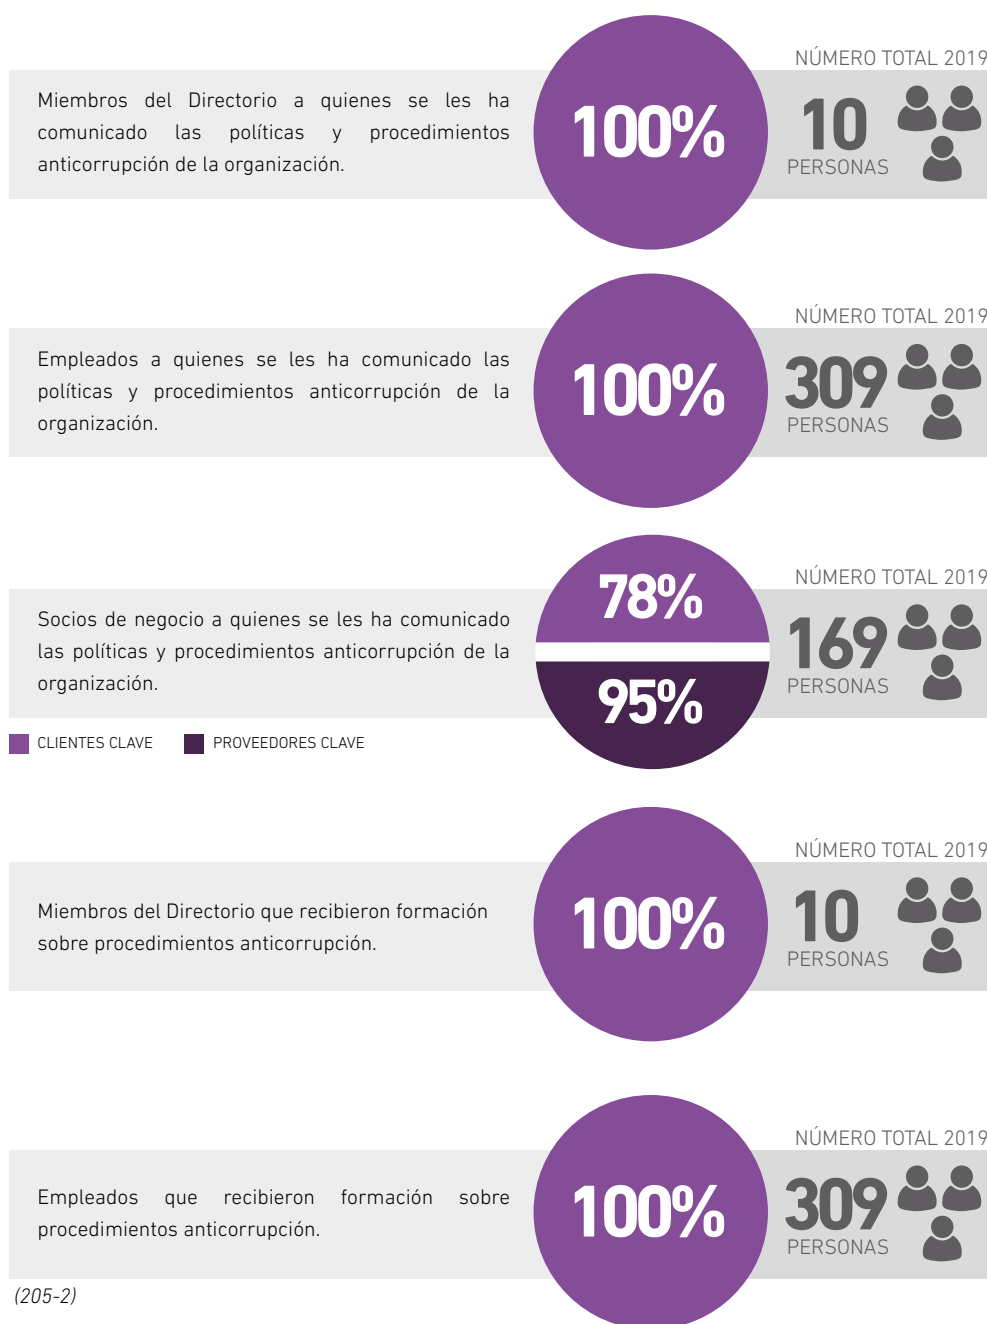 NÚMERO TOTAL 2019
Miembros del Directorio a quienes se les ha
comunicado las políticas y procedimientos
anticorrupción de la organización.
100%
10
PERSONAS
NÚMERO TOTAL 2019
Empleados a quienes se les ha comunicado las
políticas y procedimientos anticorrupción de la
organización.
100%
309
PERSONAS
NÚMERO TOTAL 2019
Socios de negocio a quienes se les ha comunicado
las políticas y procedimientos anticorrupción de la
organización.
78%
95%
169
PERSONAS
CLIENTES CLAVE
PROVEEDORES CLAVE
NÚMERO TOTAL 2019
Miembros del Directorio que recibieron formación
sobre procedimientos anticorrupción.
100%
10
PERSONAS
NÚMERO TOTAL 2019
Empleados que recibieron formación sobre
procedimientos anticorrupción.
100%
309
PERSONAS
(205-2)